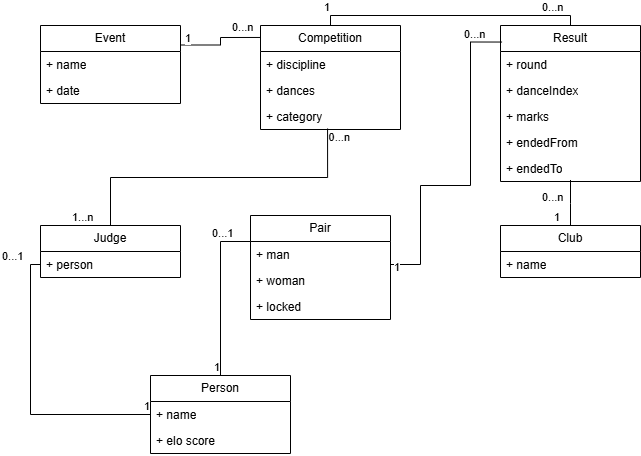 1
0...n
Event
+ name
+ date
1
0...n
Competition
+ discipline
+ dances
+ category
0...n
0...n
Result
+ round
+ danceIndex
+ marks
+ endedFrom
+ endedTo
0...n
1
Club
+ name
1...n
Judge
+ person
0...1
0...1
Pair
+ man
+ woman
+ locked
1
1
1
Person
+ name
+ elo score